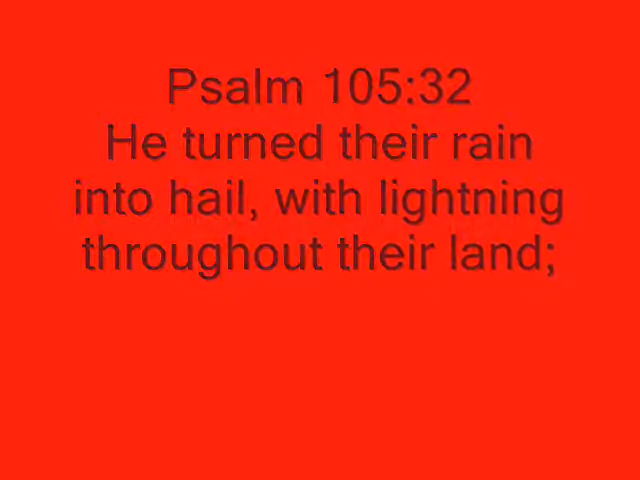 Psalm 105:32
He turned their rain
into hail, with lightning
throughout their land;